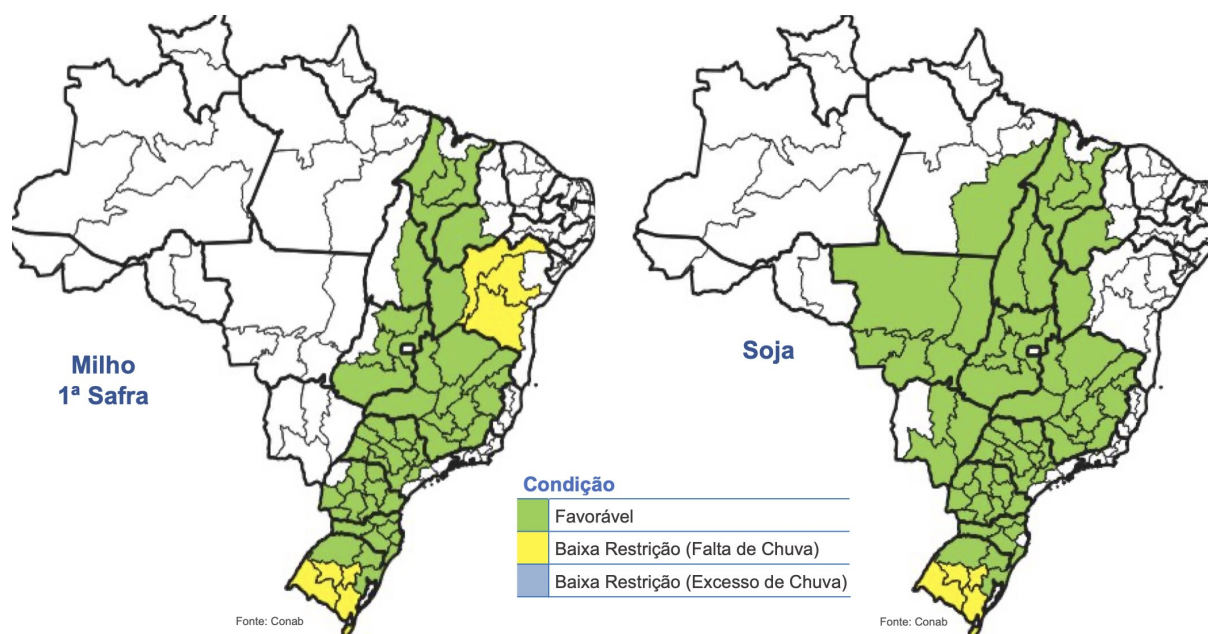 Milho
1ª Safra
Soja
Condição
Favorável
Baixa Restrição (Falta de Chuva)
Baixa Restrição (Excesso de Chuva)
Fonte: Conab
Fonte: Conab